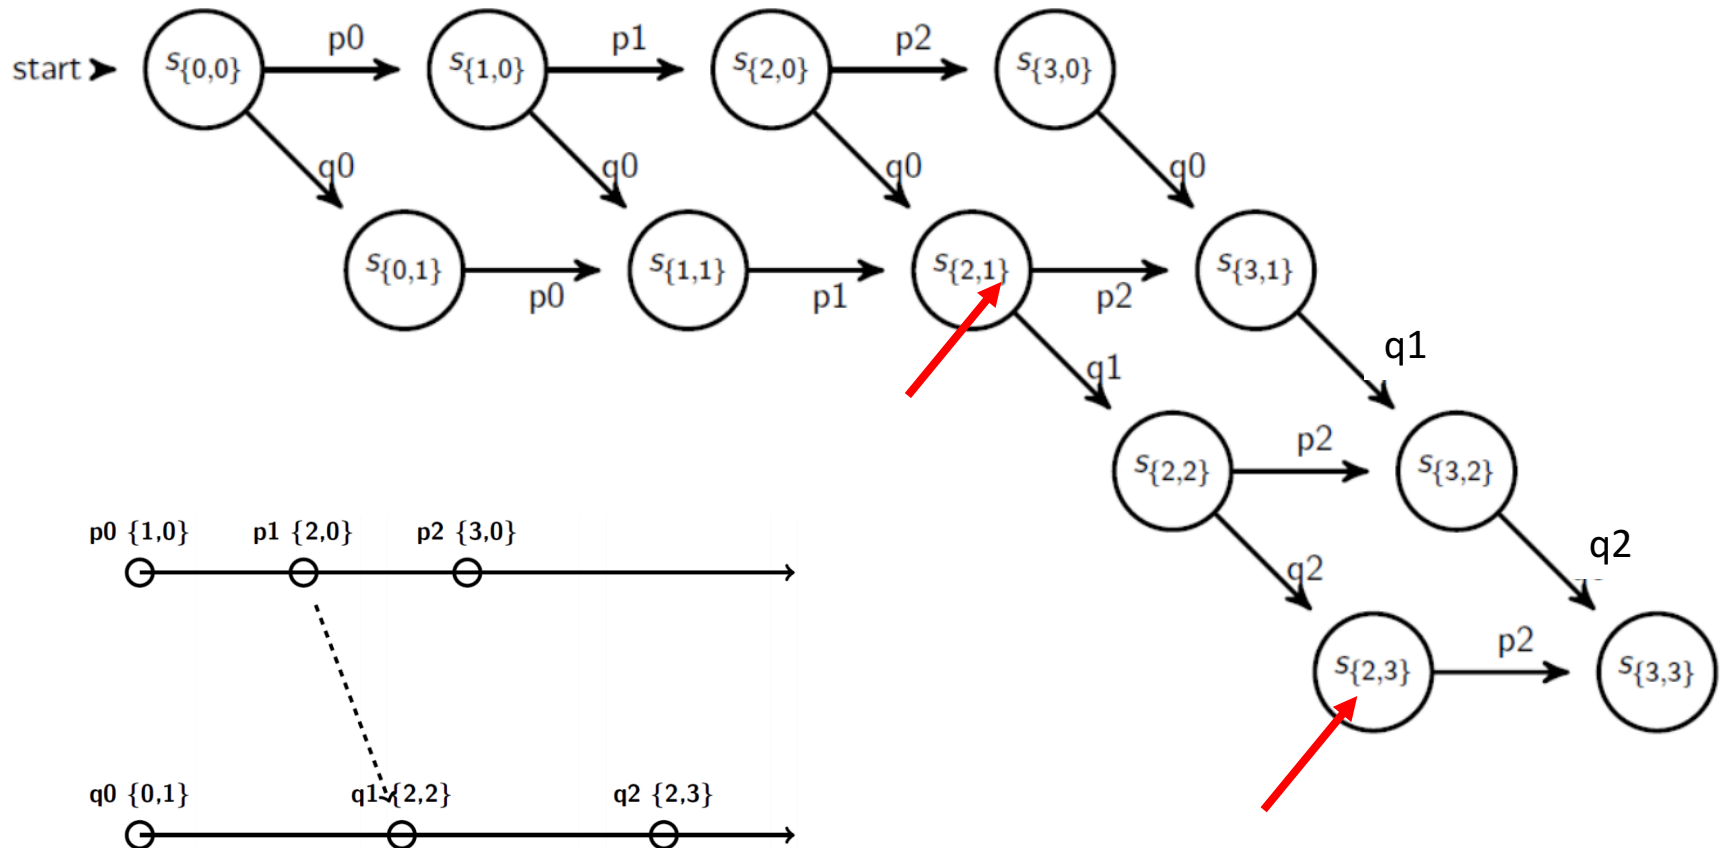 p0 p1 p2
start S{0,0} S{1,0} S{2,0} S{3,0}
q0 q0 q0 q0
S{0,1} S{1,1} S{2,1} S{3,1}
p0 p1 p2
q1 q1
p2
S{2,2} S{3,2}
p0 {1,0} p1 {2,0} p2 {3,0}
q2 q2
p2
S{2,3} S{3,3}
q0 {0,1} q1 {2,2} q2 {2,3}